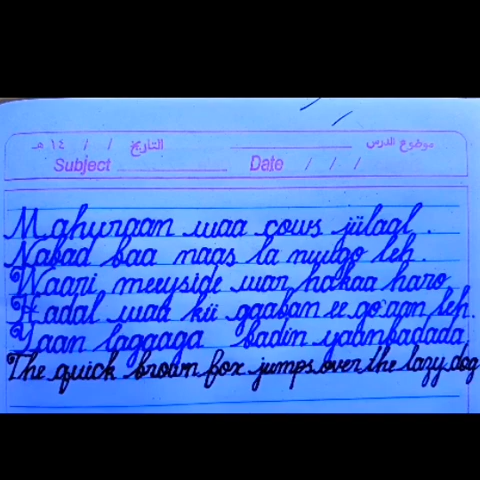 موضوع الدرس التاريخ / / ١٤ هـ
Subject Date / / /
Mahuraan waa cows jiilaal.
Nabad baa naas la nuugo leh.
Waari meeyside war hakaa haro
Hadal waa kii gaaban ee go'aan leh.
Yaan laggaga badin yaanbadada
The quick brown fox jumps over the lazy dog